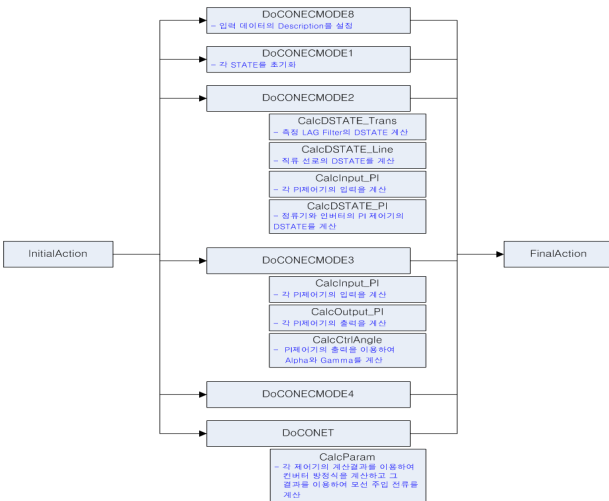 DoCONECMODE8
- 입력 데이터의 Description를 설정
DoCONECMODE1
- 각 STATE를 초기화
DoCONECMODE2
CalcDSTATE_Trans
- 측정 LAG Filter의 DSTATE 계산
CalcDSTATE_Line
- 직류 선로의 DSTATE를 계산
CalcInput_PI
- 각 PI제어기의 입력을 계산
CalcDSTATE_PI
- 정류기와 인버터의 PI 제어기의
DSTATE를 계산
InitialAction
DoCONECMODE3
FinalAction
CalcInput_PI
- 각 PI제어기의 입력을 계산
CalcOutput_PI
- 각 PI제어기의 출력을 계산
CalcCtrlAngle
- PI제어기의 출력을 이용하여
Alpha와 Gamma를 계산
DoCONECMODE4
DoCONET
CalcParam
- 각 제어기의 계산결과를 이용하여
컨버터 방정식을 계산하고 그
결과를 이용하여 모선 주입 전류를
계산